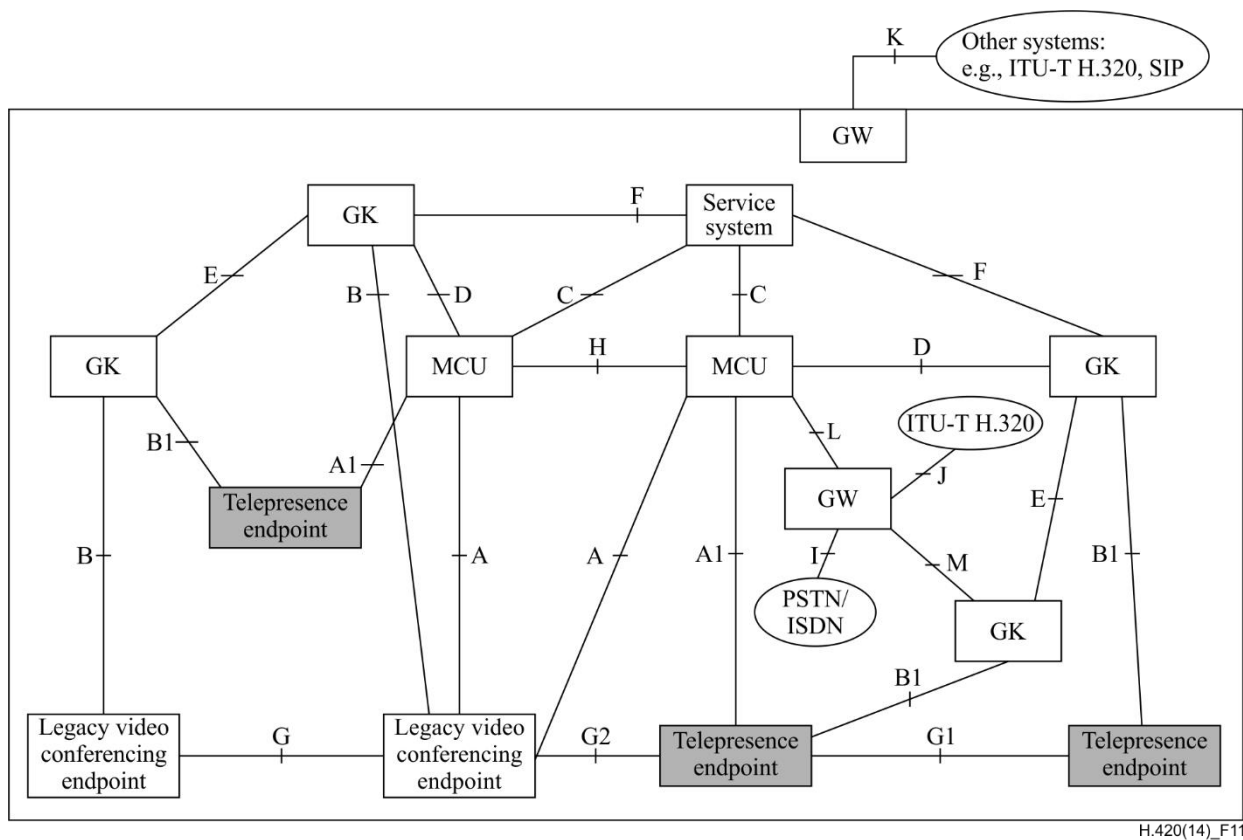 K
Other systems:
e.g., ITU-T H.320, SIP
GW
GK
F
Service
system
E
B
D
C
C
F
GK
MCU
H
MCU
D
GK
B1
A1
L
ITU-T H.320
Telepresence
endpoint
GW
J
E
B
A
A
A1
I
M
B1
PSTN/
ISDN
GK
B1
Legacy video
conferencing
endpoint
G
Legacy video
conferencing
endpoint
G2
Telepresence
endpoint
G1
Telepresence
endpoint
H.420(14)_F11